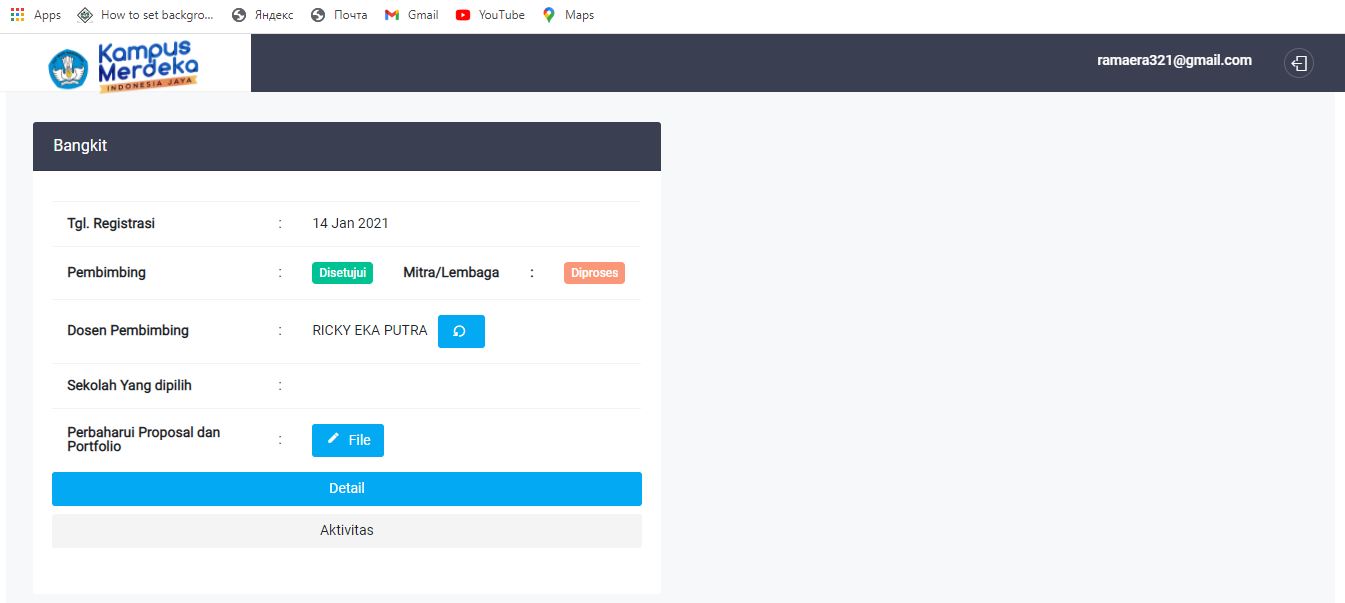 Apps How to set backgro... Яндекс Почта Gmail YouTube Maps
Kampus
Merdeka
INDONESIA JAYA
ramaera321@gmail.com
Bangkit
Tgl. Registrasi : 14 Jan 2021
Pembimbing : Disetujui Mitra/Lembaga : Diproses
Dosen Pembimbing : RICKY EKA PUTRA
Sekolah Yang dipilih :
Perbaharui Proposal dan
Portfolio : File
Detail
Aktivitas